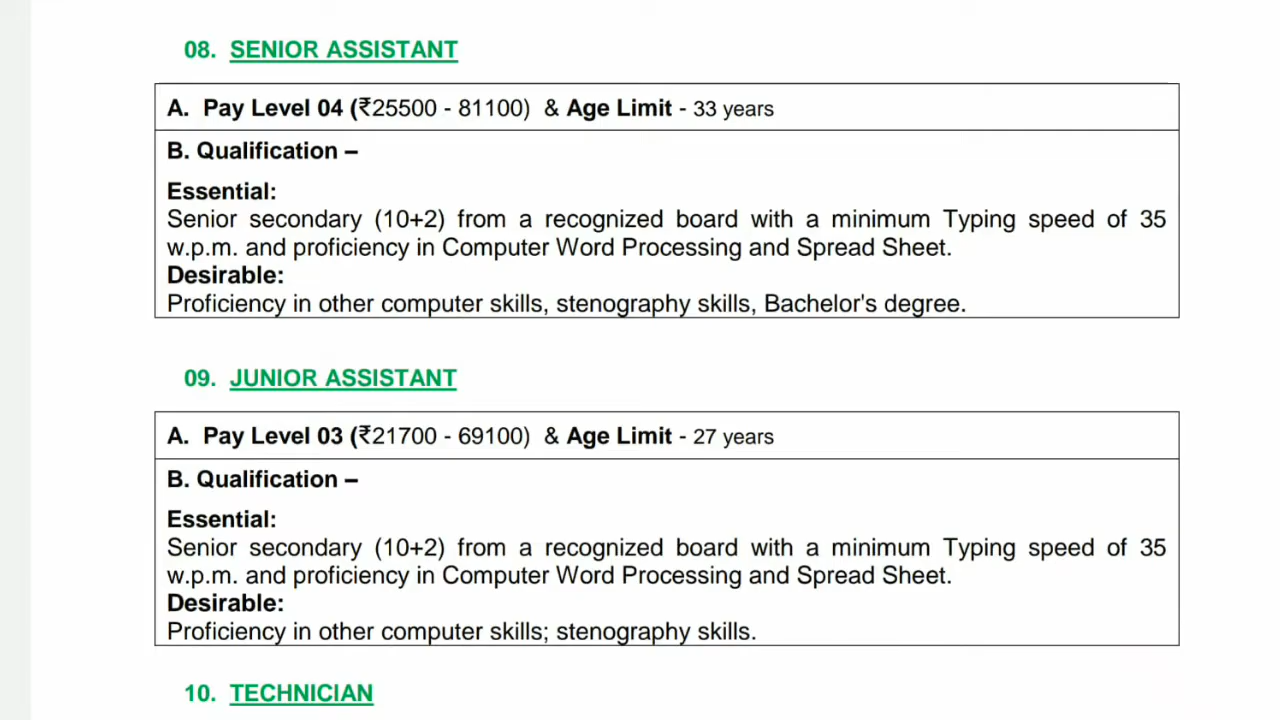 08. SENIOR ASSISTANT
A. Pay Level 04 (₹25500 - 81100) & Age Limit - 33 years
B. Qualification –
Essential:
Senior secondary (10+2) from a recognized board with a minimum Typing speed of 35
w.p.m. and proficiency in Computer Word Processing and Spread Sheet.
Desirable:
Proficiency in other computer skills, stenography skills, Bachelor's degree.
09. JUNIOR ASSISTANT
A. Pay Level 03 (₹21700 - 69100) & Age Limit - 27 years
B. Qualification –
Essential:
Senior secondary (10+2) from a recognized board with a minimum Typing speed of 35
w.p.m. and proficiency in Computer Word Processing and Spread Sheet.
Desirable:
Proficiency in other computer skills; stenography skills.
10. TECHNICIAN